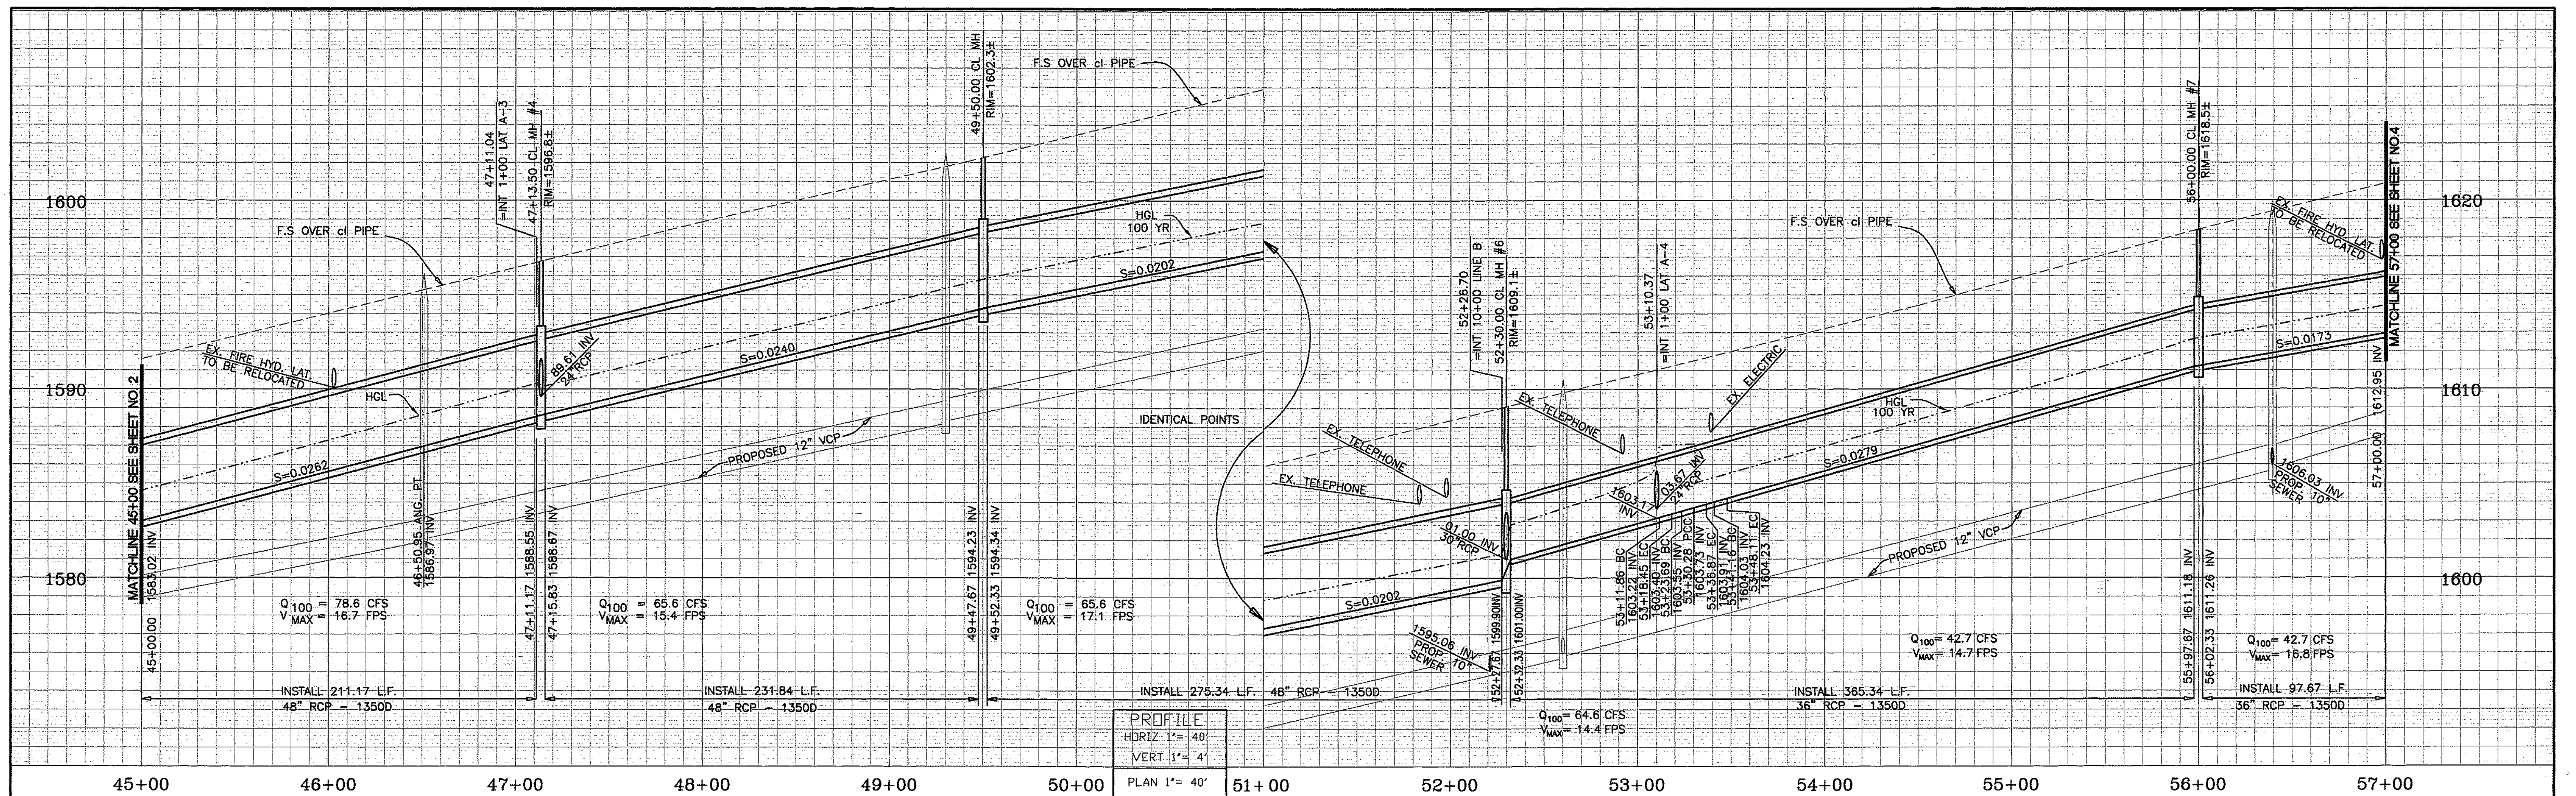 49+50.00 CL MH
RIM=1602.3±
F.S OVER cl PIPE
47+11.04
=INT 1+00 LAT A-3
47+13.50 CL MH #4
RIM=1596.8±
56+00.00 CL MH #7
RIM=1618.5±
1600
F.S OVER cl PIPE
HGL
100 YR
52+26.70
=INT 10+00 LINE B
52+30.00 CL MH #6
RIM=1609.1±
53+10.37
=INT 1+00 LAT A-4
F.S OVER cl PIPE
EX. FIRE HYD. LAT.
TO BE RELOCATED
MATCHLINE 57+00 SEE SHEET NO.4
1620
S=0.0202
EX. FIRE HYD. LAT.
TO BE RELOCATED
89.61 INV
24"RCP
S=0.0240
S=0.0173
1590
HGL
IDENTICAL POINTS
EX. TELEPHONE
EX. ELECTRIC
HGL
100 YR
1610
MATCHLINE 45+00 SEE SHEET NO. 2
PROPOSED 12" VCP
EX. TELEPHONE
EX. TELEPHONE
S=0.0262
S=0.0279
1603.17
INV
03.67 INV
24"RCP
1606.03 INV
PROP. 10"
SEWER
57+00.00 1612.95 INV
45+00.00 1583.02 INV
46+50.95 ANG. PT.
1586.97 INV
47+11.17 1588.55 INV
47+15.83 1588.67 INV
49+47.67 1594.23 INV
49+52.33 1594.34 INV
01.00 INV
30"RCP
PROPOSED 12" VCP
1580
1600
53+11.86 BC
1603.22 INV
53+18.45 EC
1603.40 INV
53+23.69 BC
1603.55 INV
53+30.28 PCC
1603.73 INV
53+36.87 EC
1603.91 INV
53+41.16 BC
1604.03 INV
53+48.11 EC
1604.23 INV
S=0.0202
Q100 = 78.6 CFS
VMAX = 16.7 FPS
Q100 = 65.6 CFS
VMAX = 15.4 FPS
Q100 = 65.6 CFS
VMAX = 17.1 FPS
1595.06 INV
PROP. 10"
SEWER
52+27.67 1599.90INV
52+32.33 1601.00INV
Q100= 42.7 CFS
VMAX= 14.7 FPS
55+97.67 1611.18 INV
56+02.33 1611.26 INV
Q100= 42.7 CFS
VMAX= 16.8 FPS
INSTALL 211.17 L.F.
48" RCP - 1350D
INSTALL 231.84 L.F.
48" RCP - 1350D
INSTALL 275.34 L.F. 48" RCP - 1350D
INSTALL 365.34 L.F.
36" RCP - 1350D
INSTALL 97.67 L.F.
36" RCP - 1350D
Q100= 64.6 CFS
VMAX= 14.4 FPS
PROFILE
HORIZ 1"= 40'
VERT 1"= 4'
PLAN 1"= 40'
45+00 46+00 47+00 48+00 49+00 50+00 51+00 52+00 53+00 54+00 55+00 56+00 57+00